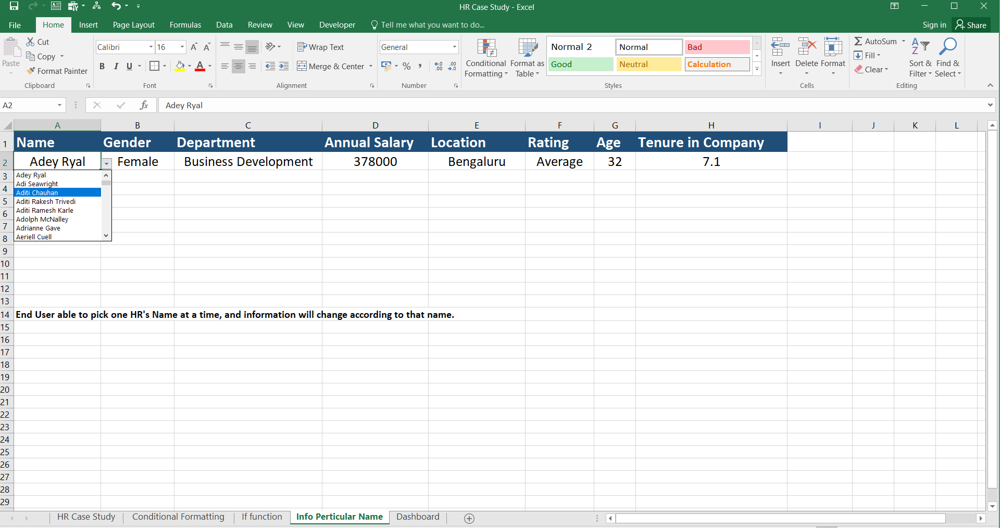 HR Case Study - Excel
File Home Insert Page Layout Formulas Data Review View Developer Tell me what you want to do... Sign in Share
Paste
Cut
Copy
Format Painter
Clipboard
Calibri 16
B I U A
Font
Wrap Text
Merge & Center
Alignment
General
%
Number
Conditional Formatting
Format as Table
Normal 2 Normal Bad
Good Neutral Calculation
Styles
Insert Delete Format
Cells
AutoSum
Fill
Clear
Sort & Filter
Find & Select
Editing
A2 fx Adey Ryal
A B C D E F G H I J K L
1 Name Gender Department Annual Salary Location Rating Age Tenure in Company
2 Adey Ryal Female Business Development 378000 Bengaluru Average 32 7.1
Adey Ryal
Adi Seawright
Aditi Chauhan
Aditi Rakesh Trivedi
Aditi Ramesh Karle
Adolph McNalley
Adrianne Gave
Aeriell Cuell
3
4
5
6
7
8
9
10
11
12
13
14 End User able to pick one HR's Name at a time, and information will change according to that name.
15
16
17
18
19
20
21
22
23
24
25
26
27
28
29
HR Case Study Conditional Formatting If function Info Perticular Name Dashboard